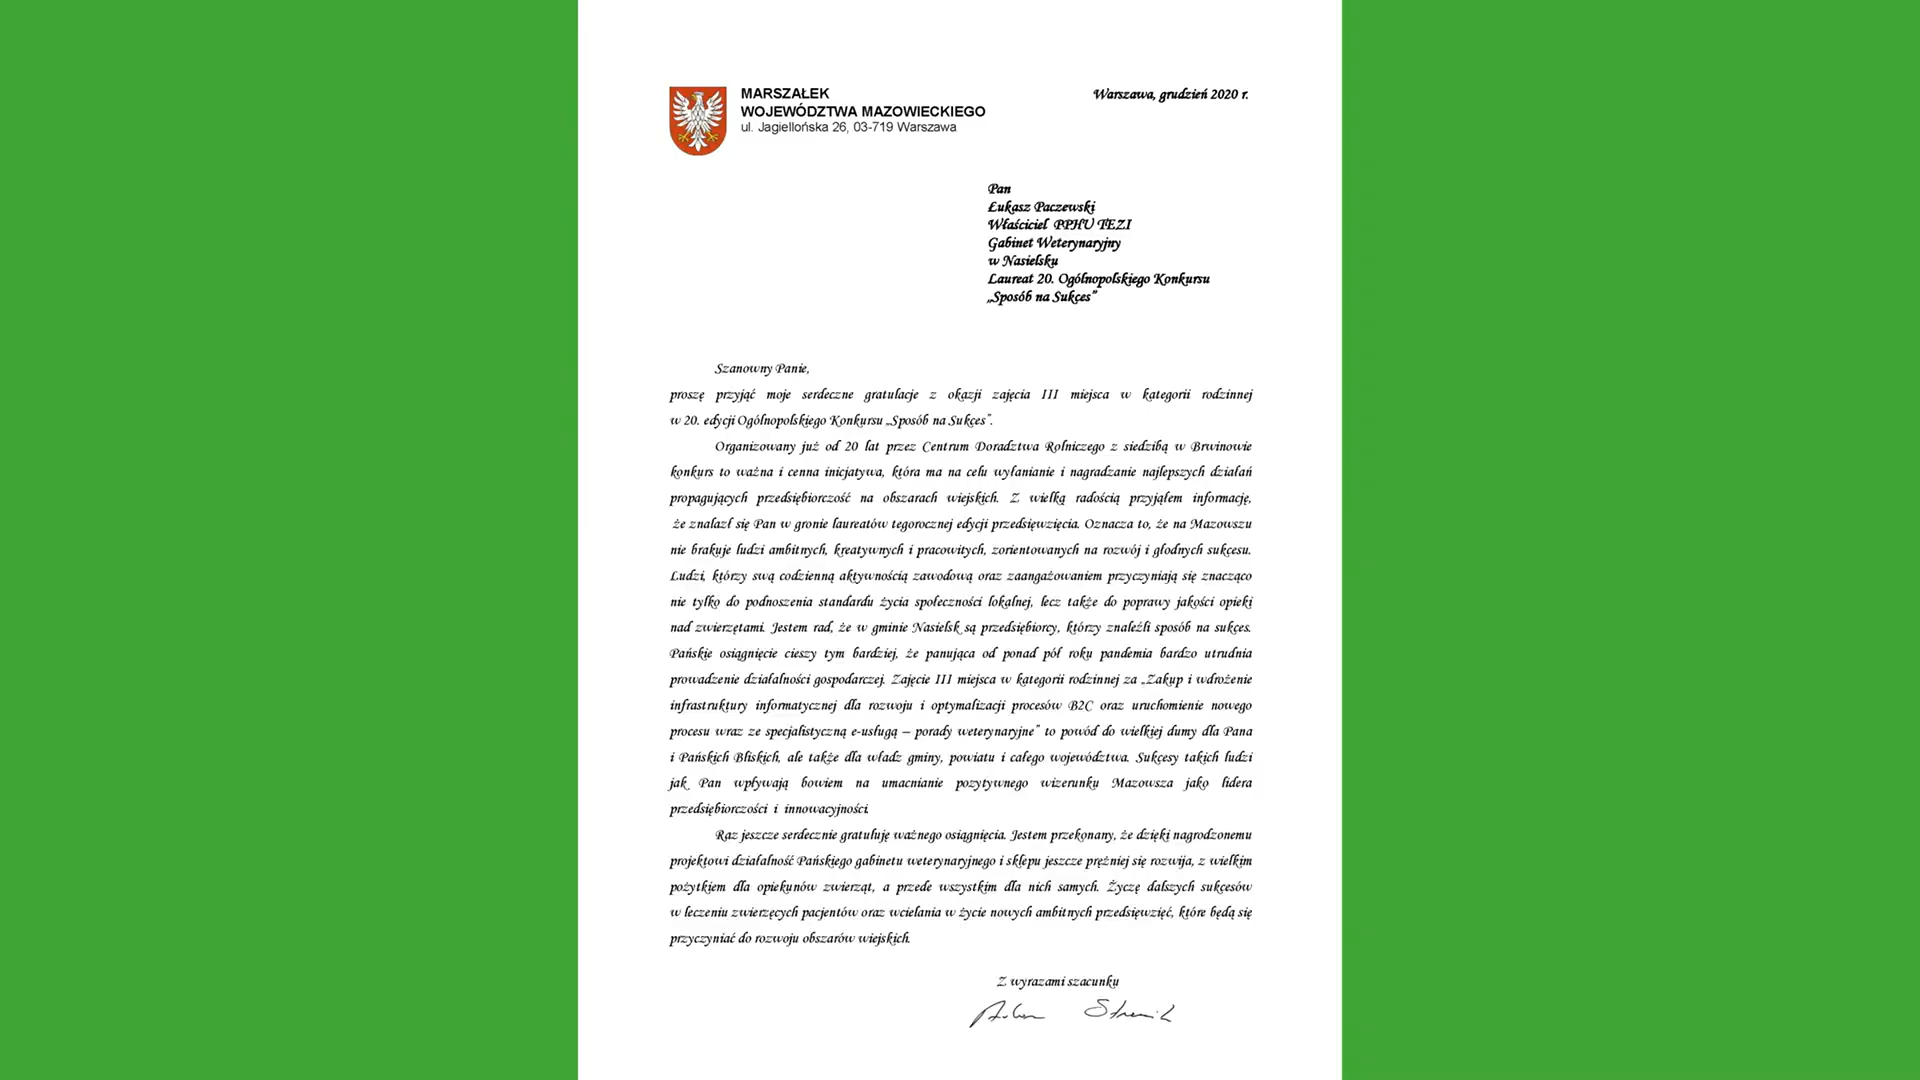 MARSZAŁEK
WOJEWÓDZTWA MAZOWIECKIEGO
ul. Jagiellońska 26, 03-719 Warszawa
Warszawa, grudzień 2020 r.
Pan
Łukasz Paczewski
Właściciel PPHU TEZI
Gabinet Weterynaryjny
w Nasielsku
Laureat 20. Ogólnopolskiego Konkursu
„Sposób na Sukces”
Szanowny Panie,
proszę przyjąć moje serdeczne gratulacje z okazji zajęcia III miejsca w kategorii rodzinnej
w 20. edycji Ogólnopolskiego Konkursu „Sposób na Sukces”.
Organizowany już od 20 lat przez Centrum Doradztwa Rolniczego z siedzibą w Brwinowie
konkurs to ważna i cenna inicjatywa, która ma na celu wyłanianie i nagradzanie najlepszych działań
propagujących przedsiębiorczość na obszarach wiejskich. Z wielką radością przyjąłem informację,
że znalazł się Pan w gronie laureatów tegorocznej edycji przedsięwzięcia. Oznacza to, że na Mazowszu
nie brakuje ludzi ambitnych, kreatywnych i pracowitych, zorientowanych na rozwój i głodnych sukcesu.
Ludzi, którzy swą codzienną aktywnością zawodową oraz zaangażowaniem przyczyniają się znacząco
nie tylko do podnoszenia standardu życia społeczności lokalnej, lecz także do poprawy jakości opieki
nad zwierzętami. Jestem rad, że w gminie Nasielsk są przedsiębiorcy, którzy znaleźli sposób na sukces.
Pańskie osiągnięcie cieszy tym bardziej, że panująca od ponad pół roku pandemia bardzo utrudnia
prowadzenie działalności gospodarczej. Zajęcie III miejsca w kategorii rodzinnej za „Zakup i wdrożenie
infrastruktury informatycznej dla rozwoju i optymalizacji procesów B2C oraz uruchomienie nowego
procesu wraz ze specjalistyczną e-usługą – porady weterynaryjne” to powód do wielkiej dumy dla Pana
i Pańskich Bliskich, ale także dla władz gminy, powiatu i całego województwa. Sukcesy takich ludzi
jak Pan wpływają bowiem na umacnianie pozytywnego wizerunku Mazowsza jako lidera
przedsiębiorczości i innowacyjności.
Raz jeszcze serdecznie gratuluję ważnego osiągnięcia. Jestem przekonany, że dzięki nagrodzonemu
projektowi działalność Pańskiego gabinetu weterynaryjnego i sklepu jeszcze prężniej się rozwija, z wielkim
pożytkiem dla opiekunów zwierząt, a przede wszystkim dla nich samych. Życzę dalszych sukcesów
w leczeniu zwierzęcych pacjentów oraz wcielania w życie nowych ambitnych przedsięwzięć, które będą się
przyczyniać do rozwoju obszarów wiejskich.
Z wyrazami szacunku